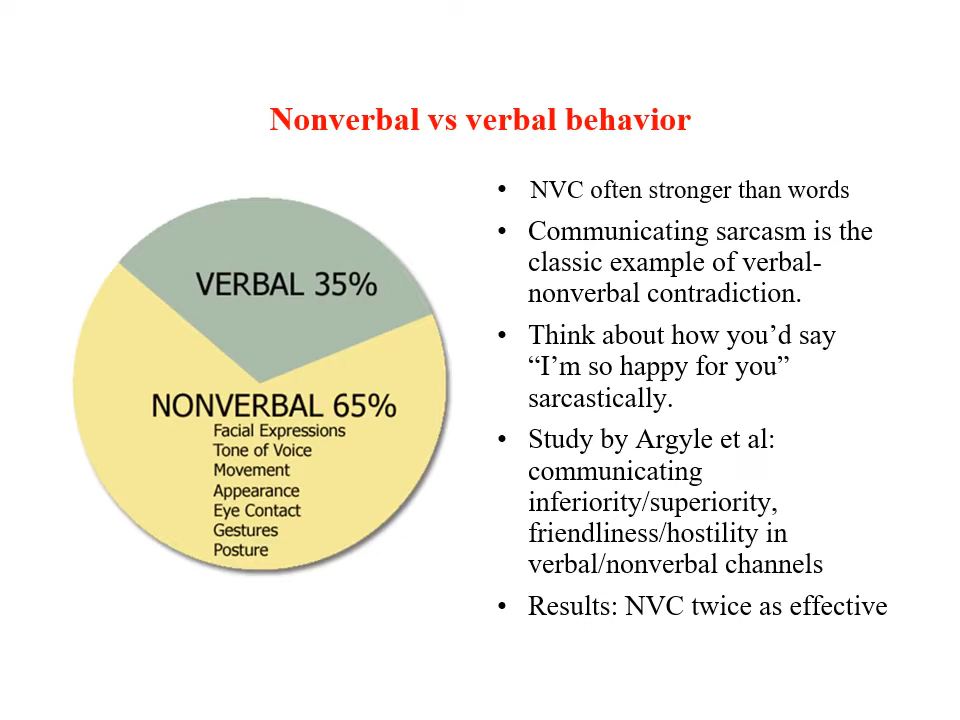 Nonverbal vs verbal behavior
VERBAL 35%
NONVERBAL 65%
Facial Expressions
Tone of Voice
Movement
Appearance
Eye Contact
Gestures
Posture
• NVC often stronger than words
• Communicating sarcasm is the
classic example of verbal-
nonverbal contradiction.
• Think about how you’d say
“I’m so happy for you”
sarcastically.
• Study by Argyle et al:
communicating
inferiority/superiority,
friendliness/hostility in
verbal/nonverbal channels
• Results: NVC twice as effective